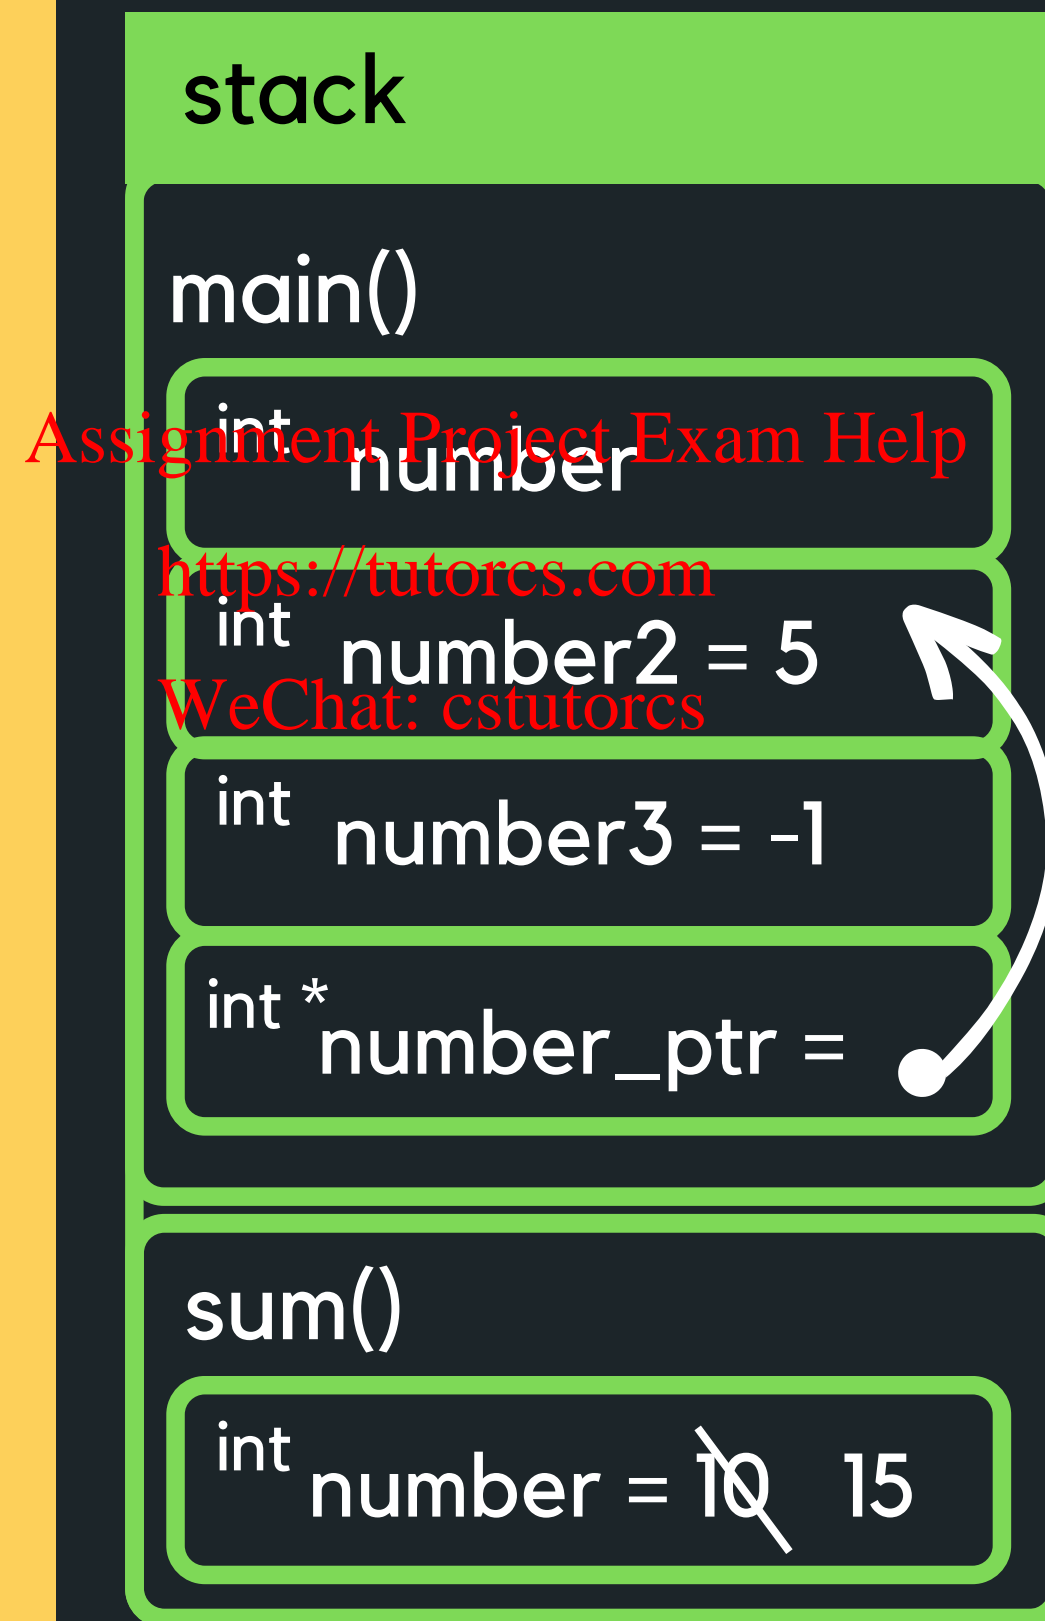 stack
main()
int number
Assignment Project Exam Help
https://tutorcs.com
int number2 = 5
WeChat: cstutorcs
int number3 = -1
int * number_ptr =
sum()
int number = 10 15